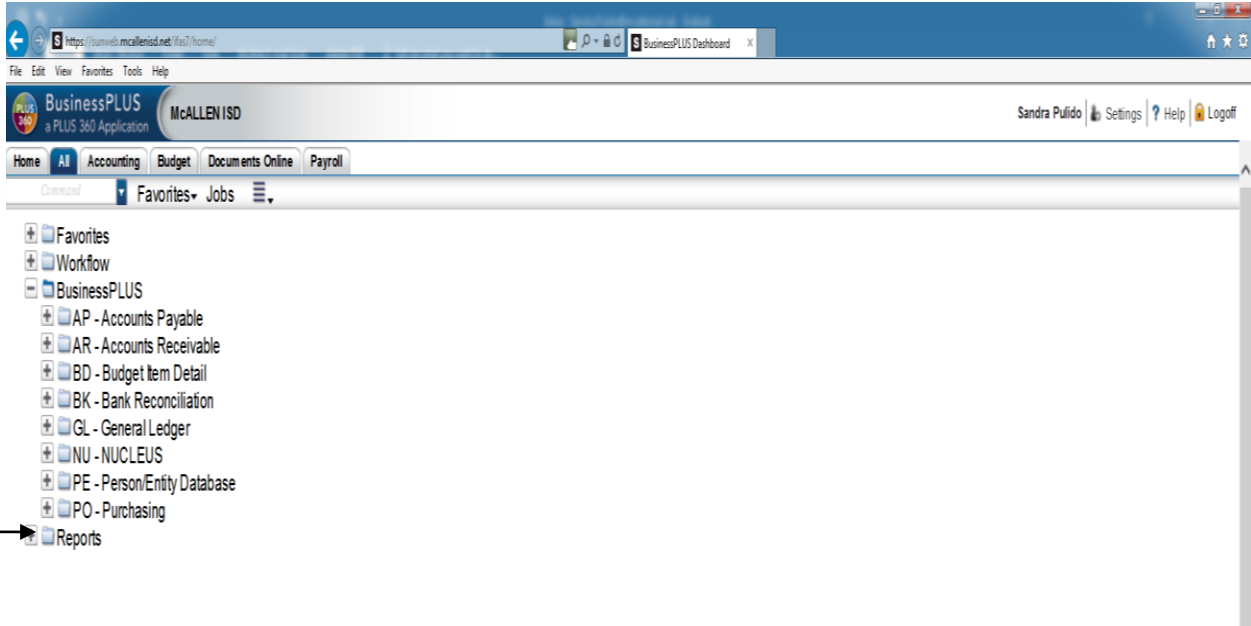 https://sunweb.mcallenisd.net/ifas7/home/
BusinessPLUS Dashboard
File Edit View Favorites Tools Help
PLUS 360
BusinessPLUS
a PLUS 360 Application
McALLEN ISD
Sandra Pulido Settings ? Help Logoff
Home All Accounting Budget Documents Online Payroll
Command Favorites Jobs
Favorites
Workflow
BusinessPLUS
AP - Accounts Payable
AR - Accounts Receivable
BD - Budget Item Detail
BK - Bank Reconciliation
GL - General Ledger
NU - NUCLEUS
PE - Person/Entity Database
PO - Purchasing
Reports